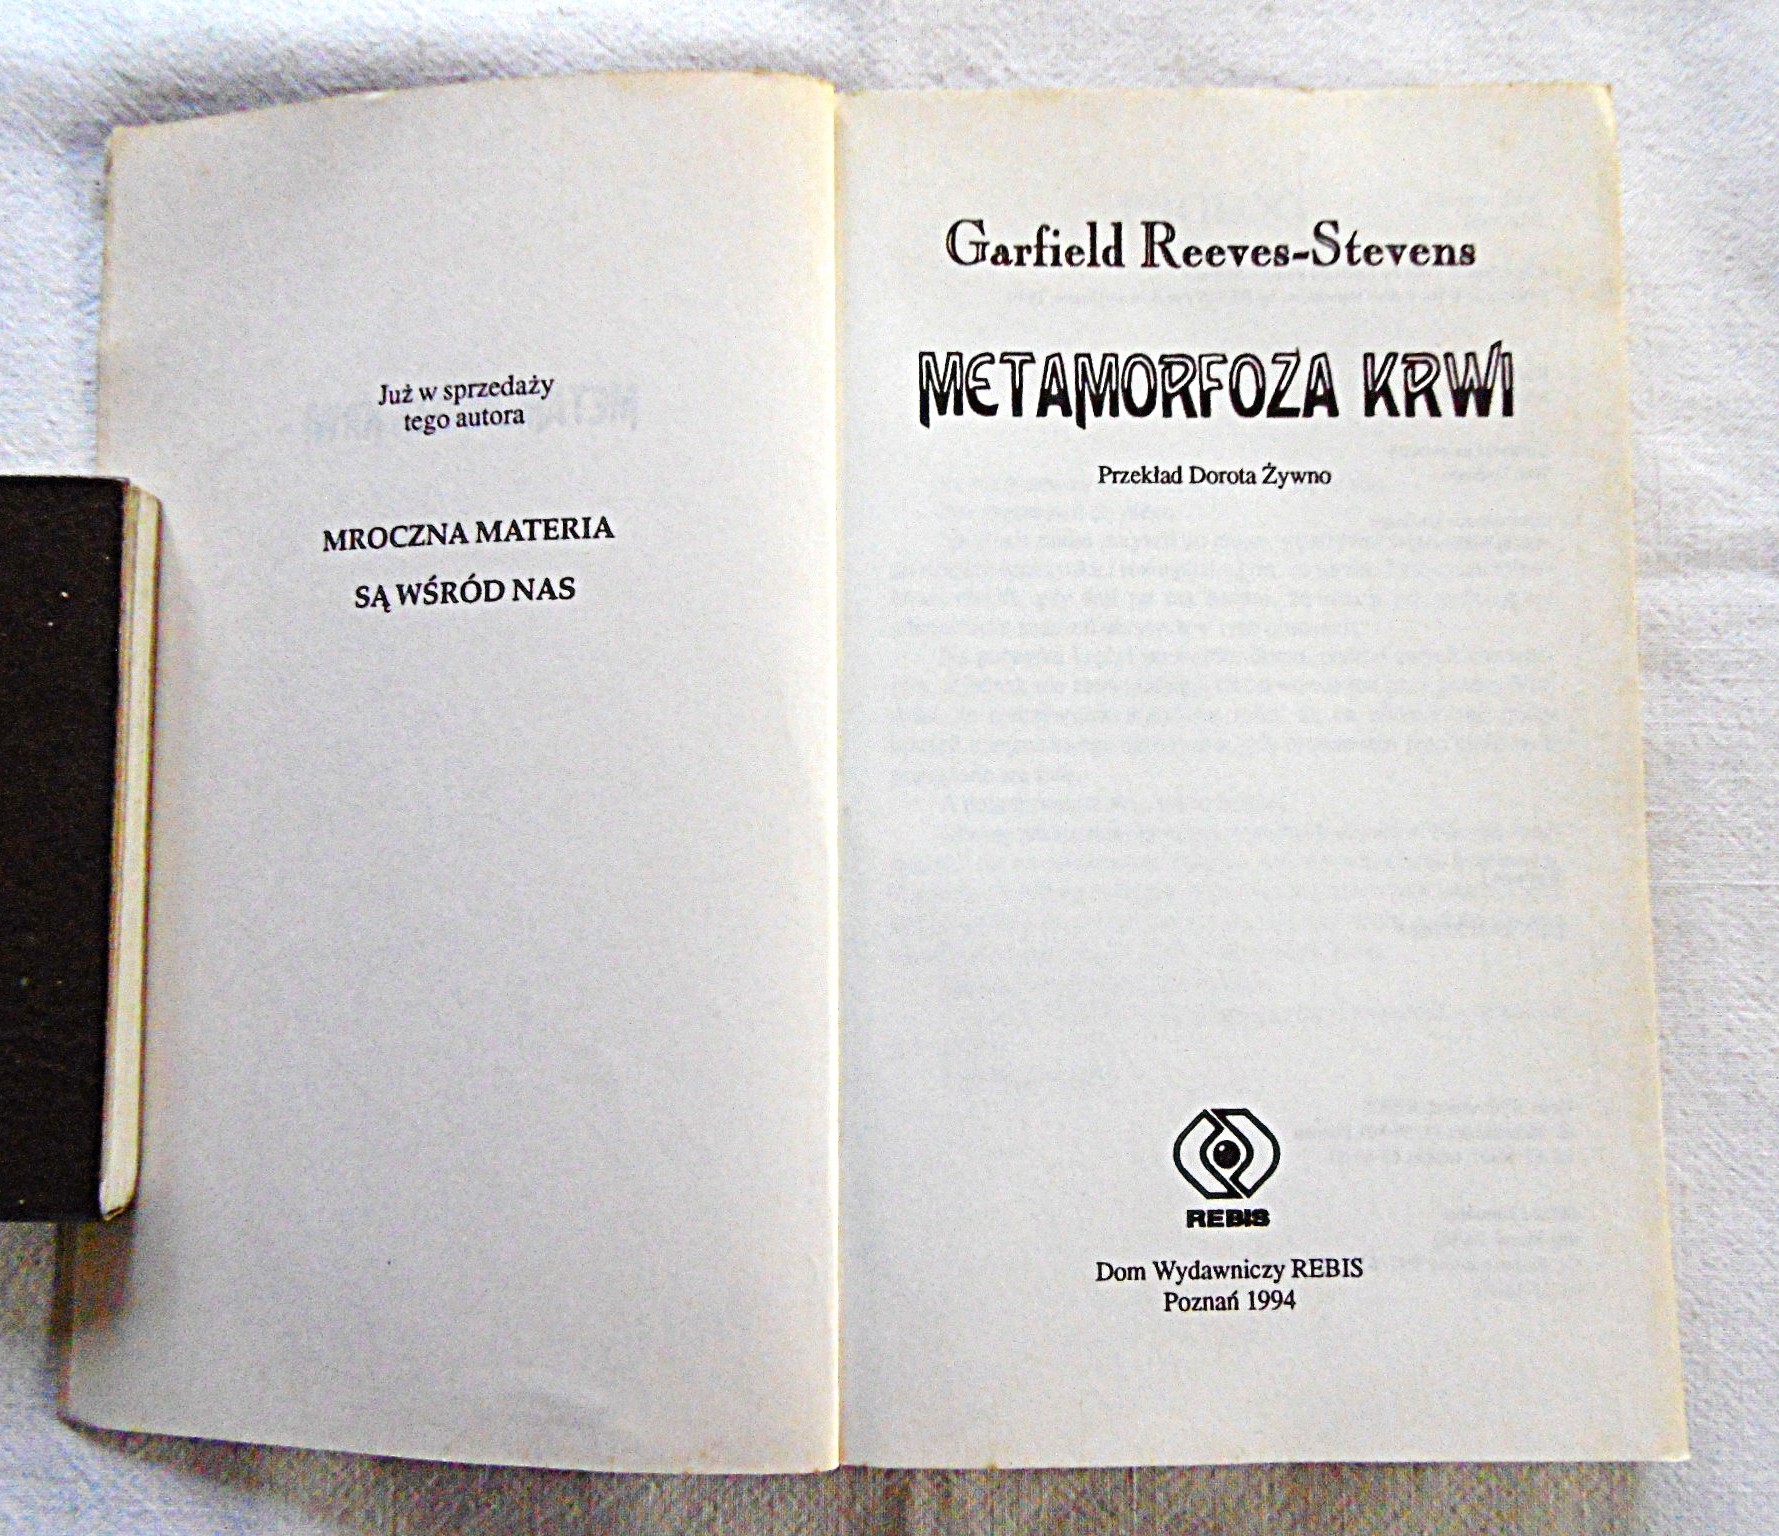 Już w sprzedaży
tego autora
MROCZNA MATERIA
SĄ WŚRÓD NAS
Garfield Reeves-Stevens
METAMORFOZA KRWI
Przekład Dorota Żywno
REBIS
Dom Wydawniczy REBIS
Poznań 1994